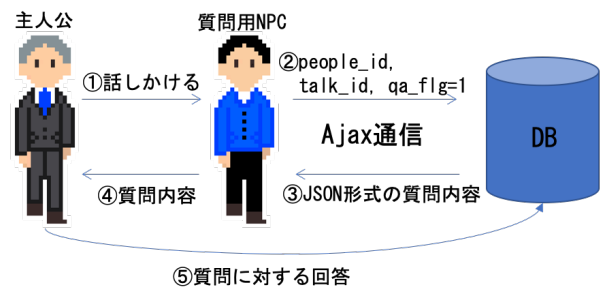 主人公
質問用NPC
①話しかける
②people_id,
talk_id, qa_flg=1
Ajax通信
DB
④質問内容
③JSON形式の質問内容
⑤質問に対する回答